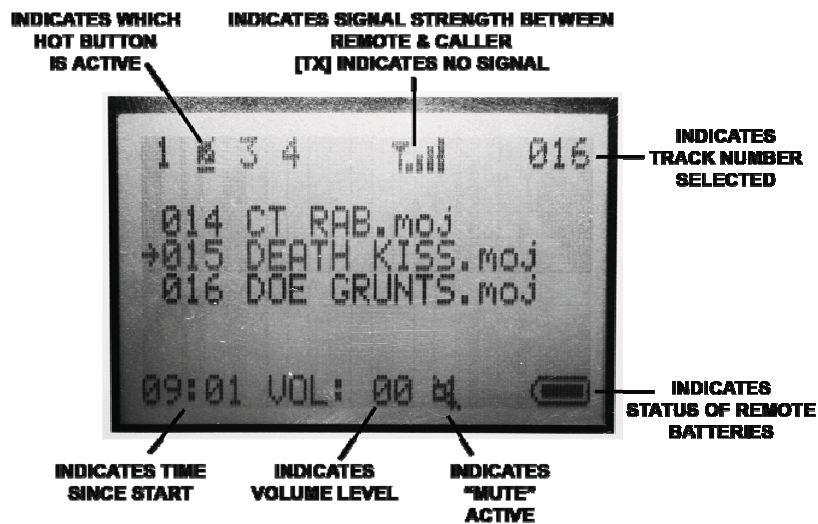 INDICATES WHICH
HOT BUTTON
IS ACTIVE
INDICATES SIGNAL STRENGTH BETWEEN
REMOTE & CALLER
[TX] INDICATES NO SIGNAL
INDICATES
TRACK NUMBER
SELECTED
1 3 4 016
014 CT RAB.moj
→015 DEATH KISS.moj
016 DOE GRUNTS.moj
09:01 VOL: 00
INDICATES
STATUS OF REMOTE
BATTERIES
INDICATES TIME
SINCE START
INDICATES
VOLUME LEVEL
INDICATES
“MUTE”
ACTIVE